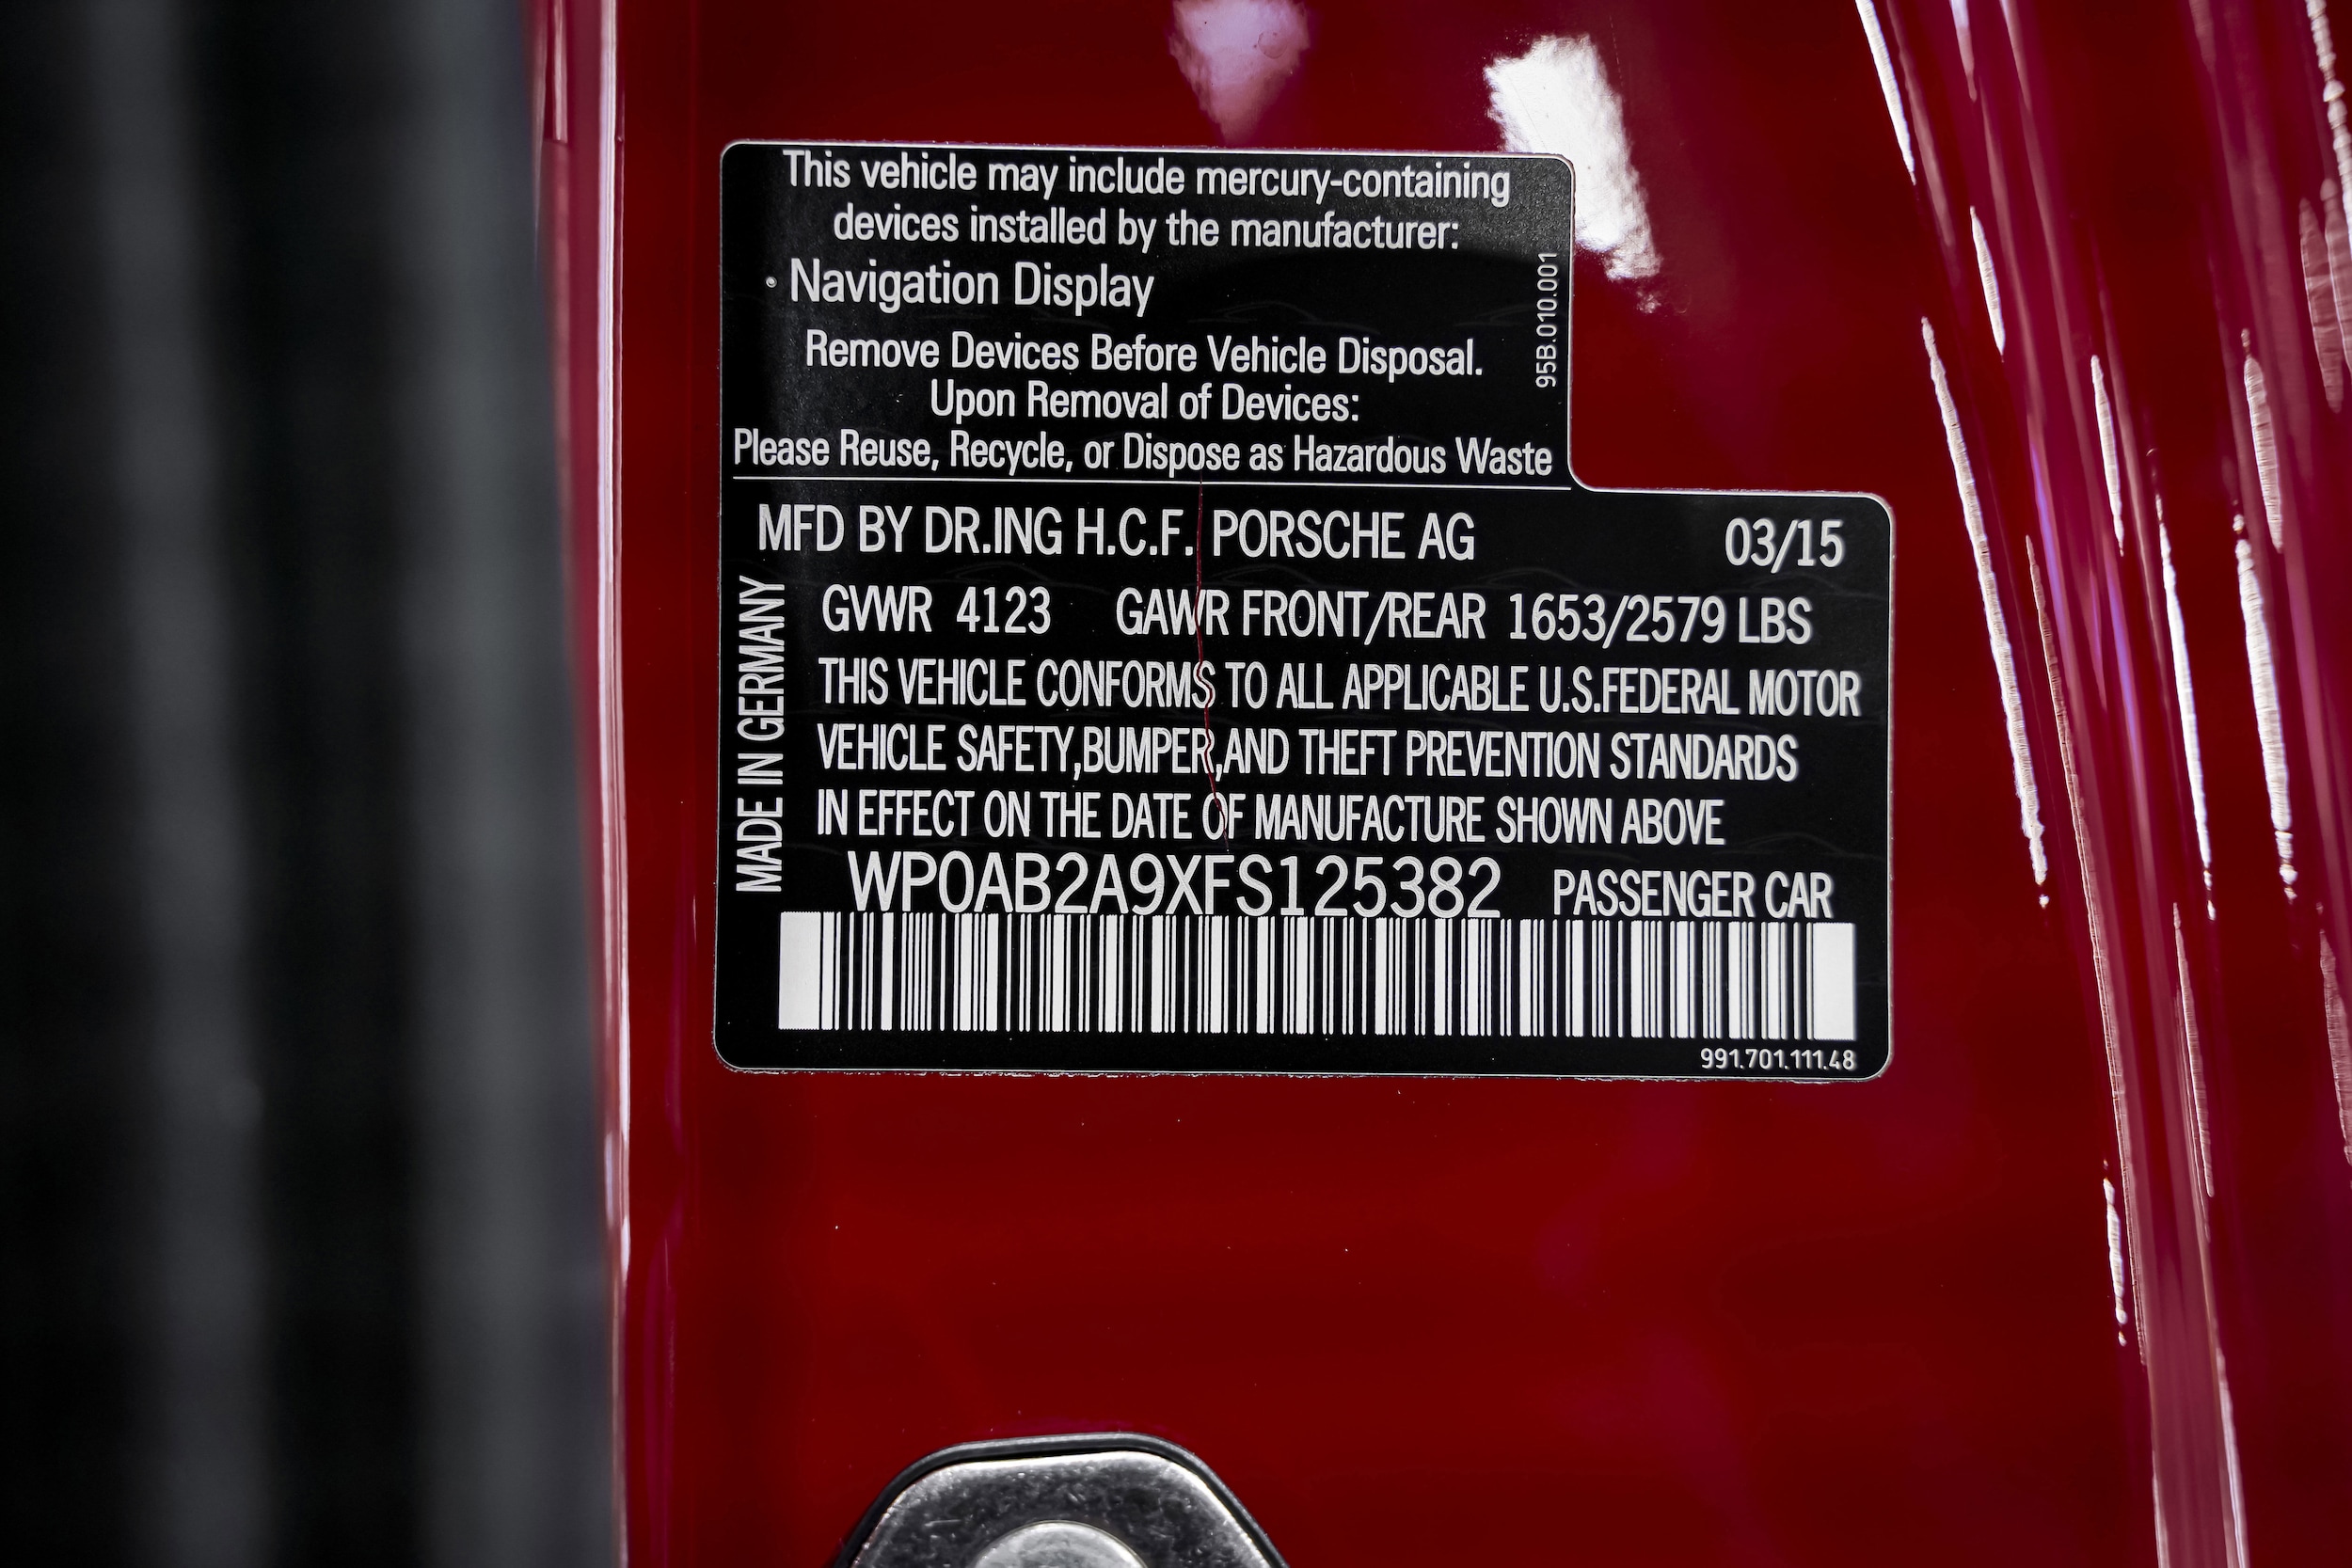 This vehicle may include mercury-containing
devices installed by the manufacturer:
• Navigation Display
Remove Devices Before Vehicle Disposal.
Upon Removal of Devices:
Please Reuse, Recycle, or Dispose as Hazardous Waste
95B.010.001
MFD BY DR.ING H.C.F. PORSCHE AG 03/15
GVWR 4123 GAWR FRONT/REAR 1653/2579 LBS
THIS VEHICLE CONFORMS TO ALL APPLICABLE U.S.FEDERAL MOTOR
VEHICLE SAFETY,BUMPER,AND THEFT PREVENTION STANDARDS
IN EFFECT ON THE DATE OF MANUFACTURE SHOWN ABOVE
WP0AB2A9XFS125382 PASSENGER CAR
MADE IN GERMANY
991.701.111.48